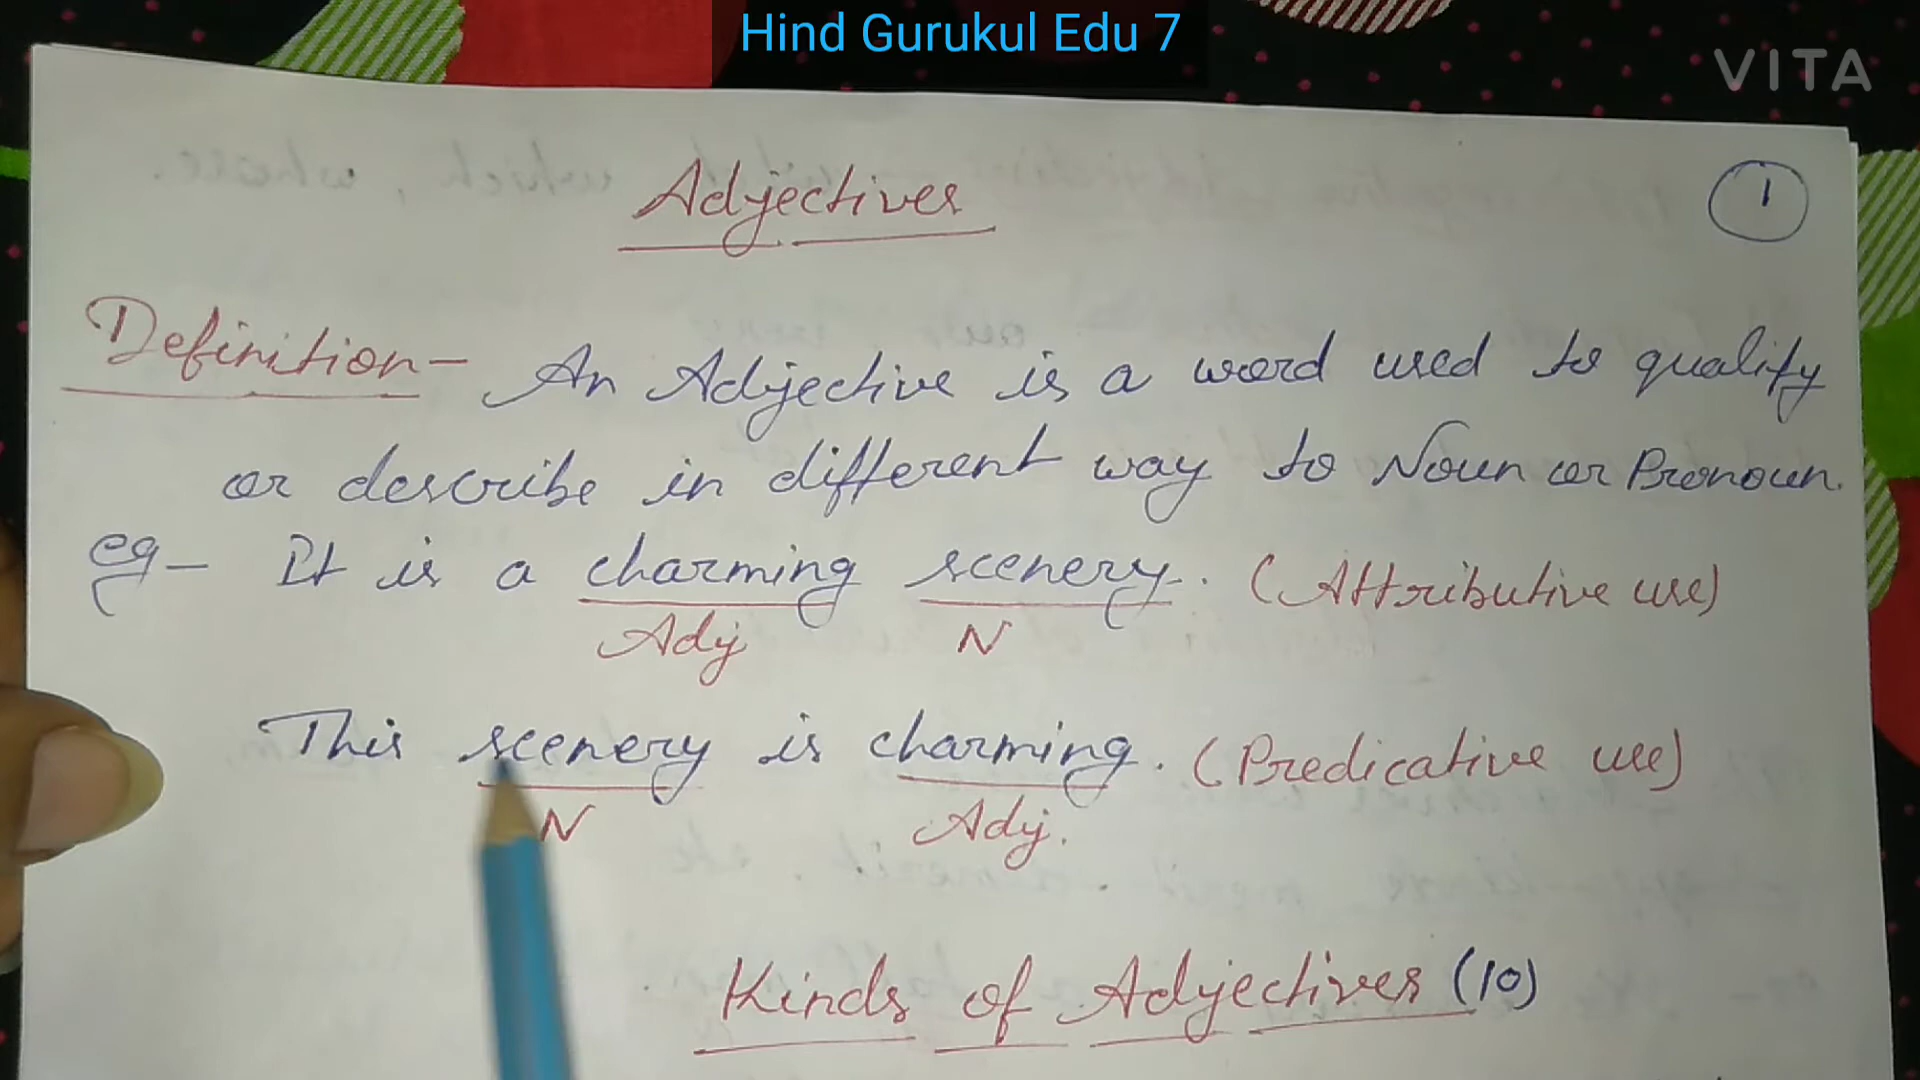 Hind Gurukul Edu 7
VITA
Adjectives
1
Definition- An Adjective is a word used to qualify
or describe in different way to Noun or Pronoun.
eg- It is a charming scenery. (Attributive use)
Adj N
This scenery is charming. (Predicative use)
N Adj.
Kinds of Adjectives (10)